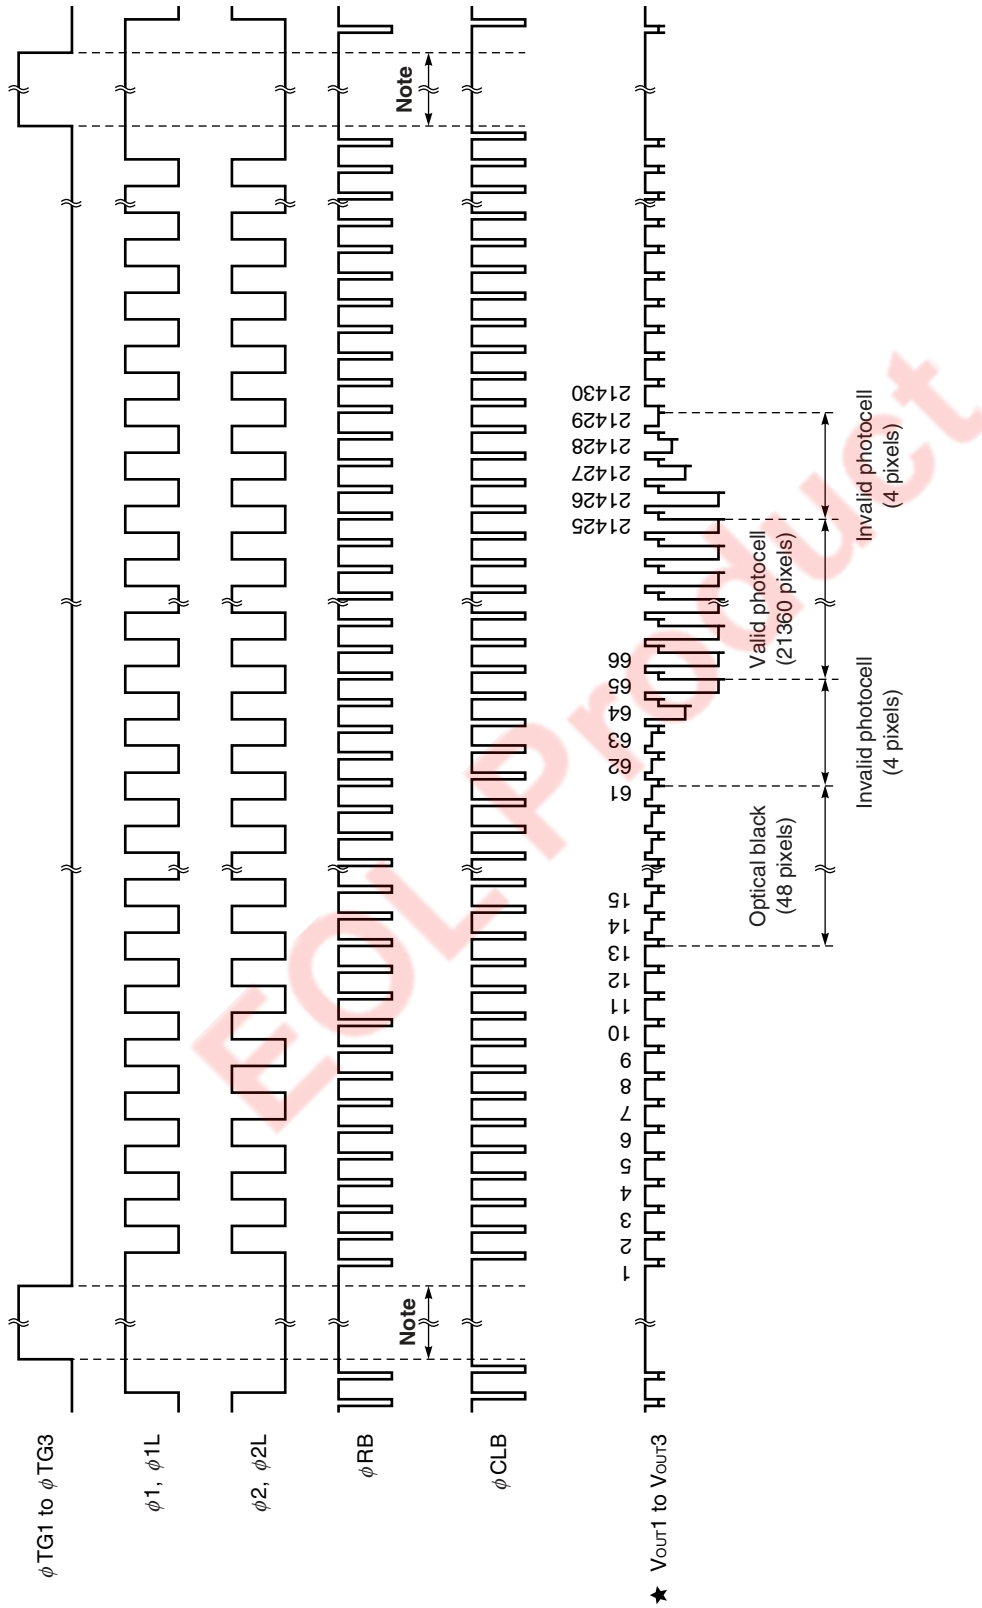 φTG1 to φTG3
φ1, φ1L
φ2, φ2L
φRB
Note
Note
φCLB
★ VOUT1 to VOUT3
1
2
3
4
5
6
7
8
9
10
11
12
13
14
15
61
62
63
64
65
66
21425
21426
21427
21428
21429
21430
Optical black
(48 pixels)
Invalid photocell
(4 pixels)
Valid photocell
(21360 pixels)
Invalid photocell
(4 pixels)
EOL Product